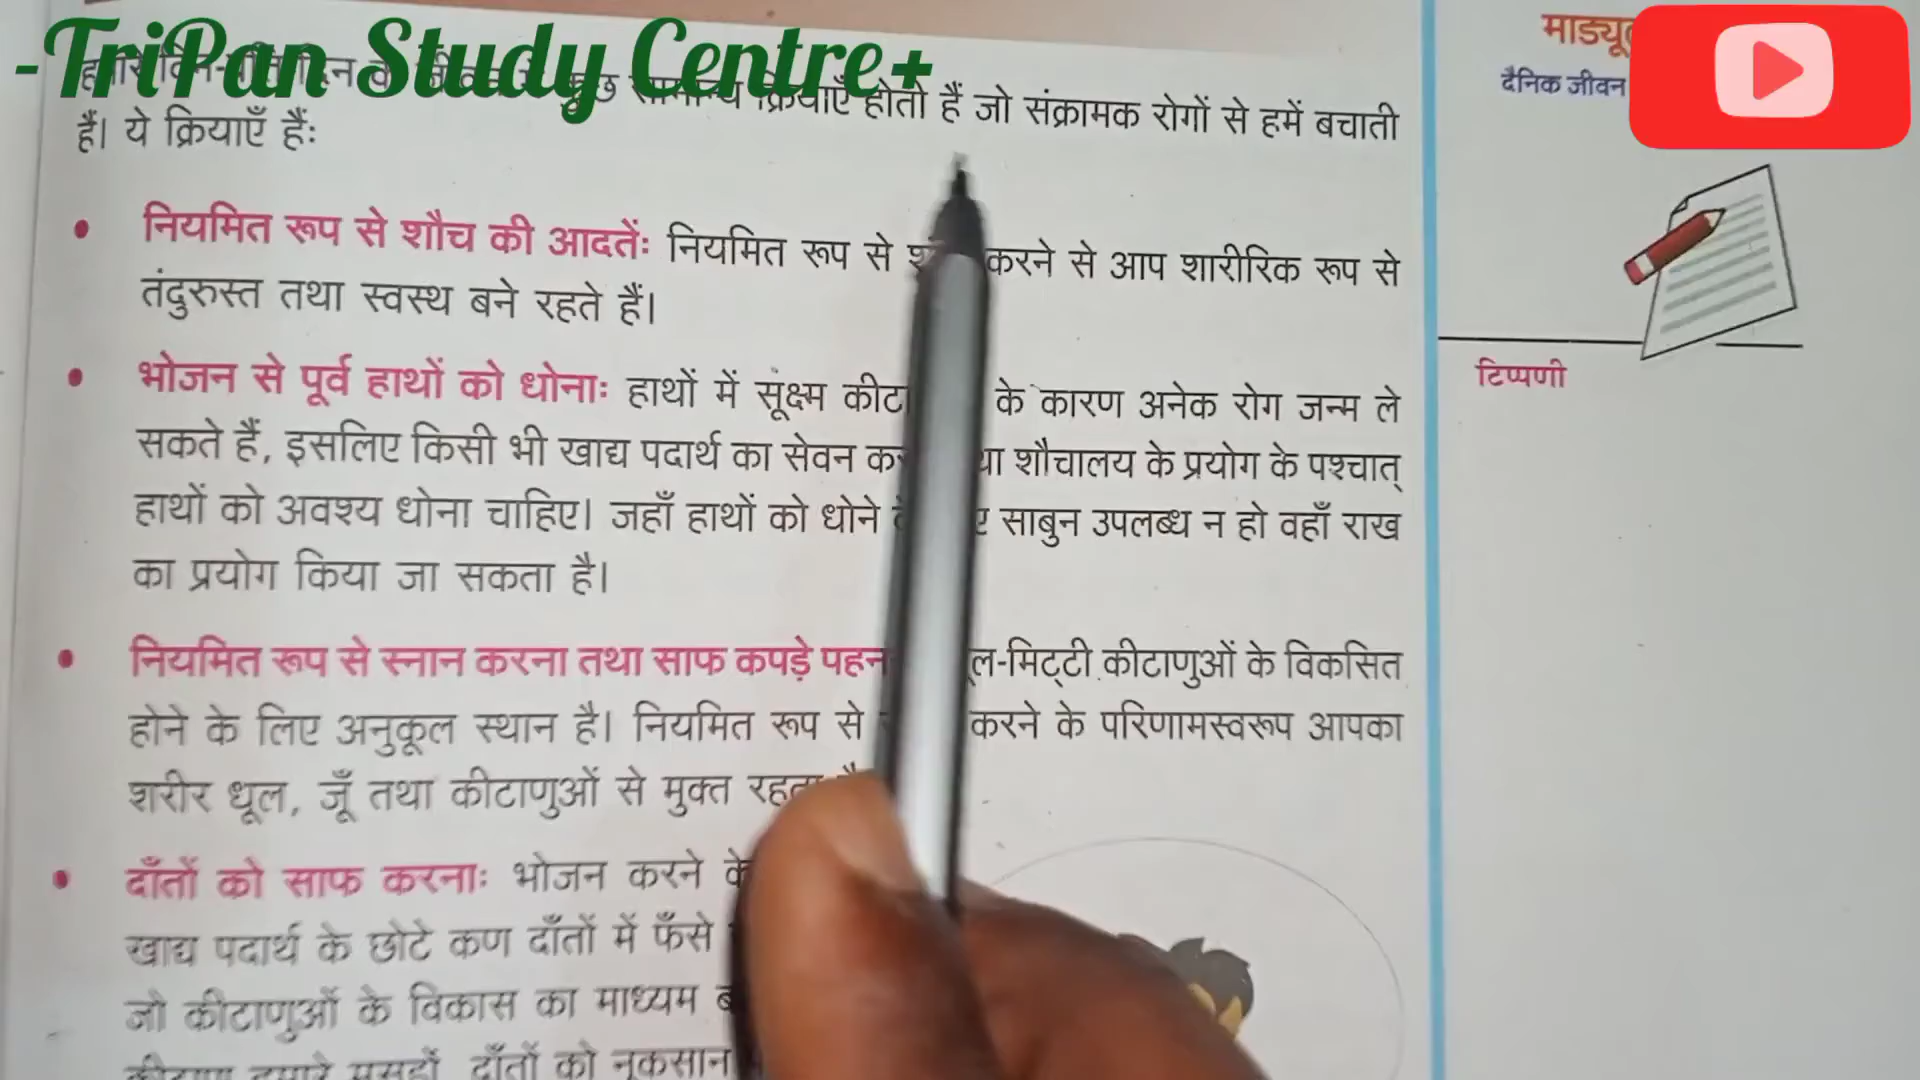 -TriPan Study Centre+
होती हैं जो संक्रामक रोगों से हमें बचाती
हैं। ये क्रियाएँ हैंः
• नियमित रूप से शौच की आदतेंः नियमित रूप से करने से आप शारीरिक रूप से
तंदुरुस्त तथा स्वस्थ बने रहते हैं।
• भोजन से पूर्व हाथों को धोनाः हाथों में सूक्ष्म के कारण अनेक रोग जन्म ले
सकते हैं, इसलिए किसी भी खाद्य पदार्थ का सेवन शौचालय के प्रयोग के पश्चात्
हाथों को अवश्य धोना चाहिए। जहाँ हाथों को धोने साबुन उपलब्ध न हो वहाँ राख
का प्रयोग किया जा सकता है।
• नियमित रूप से स्नान करना तथा साफ कपड़े कीटाणुओं के विकसित
होने के लिए अनुकूल स्थान है। नियमित रूप से करने के परिणामस्वरूप आपका
शरीर धूल, जूँ तथा कीटाणुओं से मुक्त
• दाँतों को साफ करनाः भोजन करने के
खाद्य पदार्थ के छोटे कण दाँतों में फँसे
जो कीटाणुओं के विकास का माध्यम
दाँतों को नुकसान
दैनिक जीवन
टिप्पणी